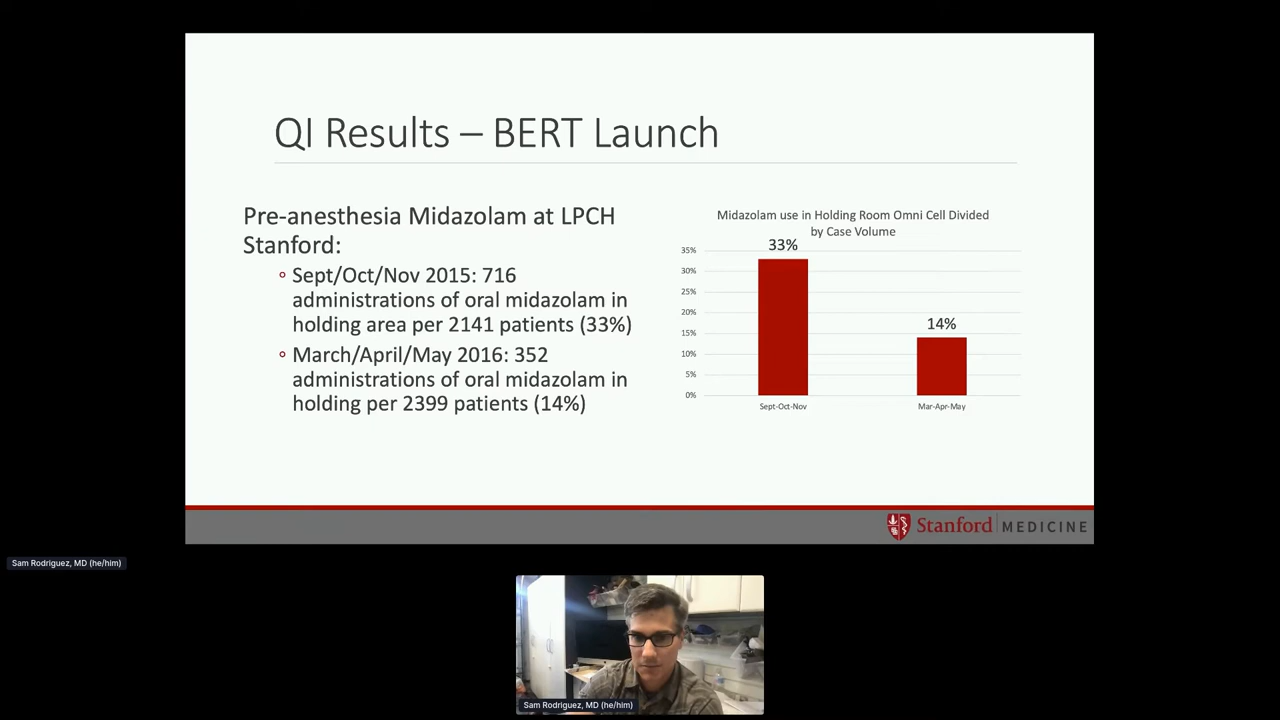 QI Results – BERT Launch
Pre-anesthesia Midazolam at LPCH
Stanford:
Sept/Oct/Nov 2015: 716
administrations of oral midazolam in
holding area per 2141 patients (33%)
March/April/May 2016: 352
administrations of oral midazolam in
holding per 2399 patients (14%)
Midazolam use in Holding Room Omni Cell Divided
by Case Volume
35%
30%
25%
20%
15%
10%
5%
0%
33%
14%
Sept-Oct-Nov
Mar-Apr-May
Stanford MEDICINE
Sam Rodriguez, MD (he/him)
Sam Rodriguez, MD (he/him)